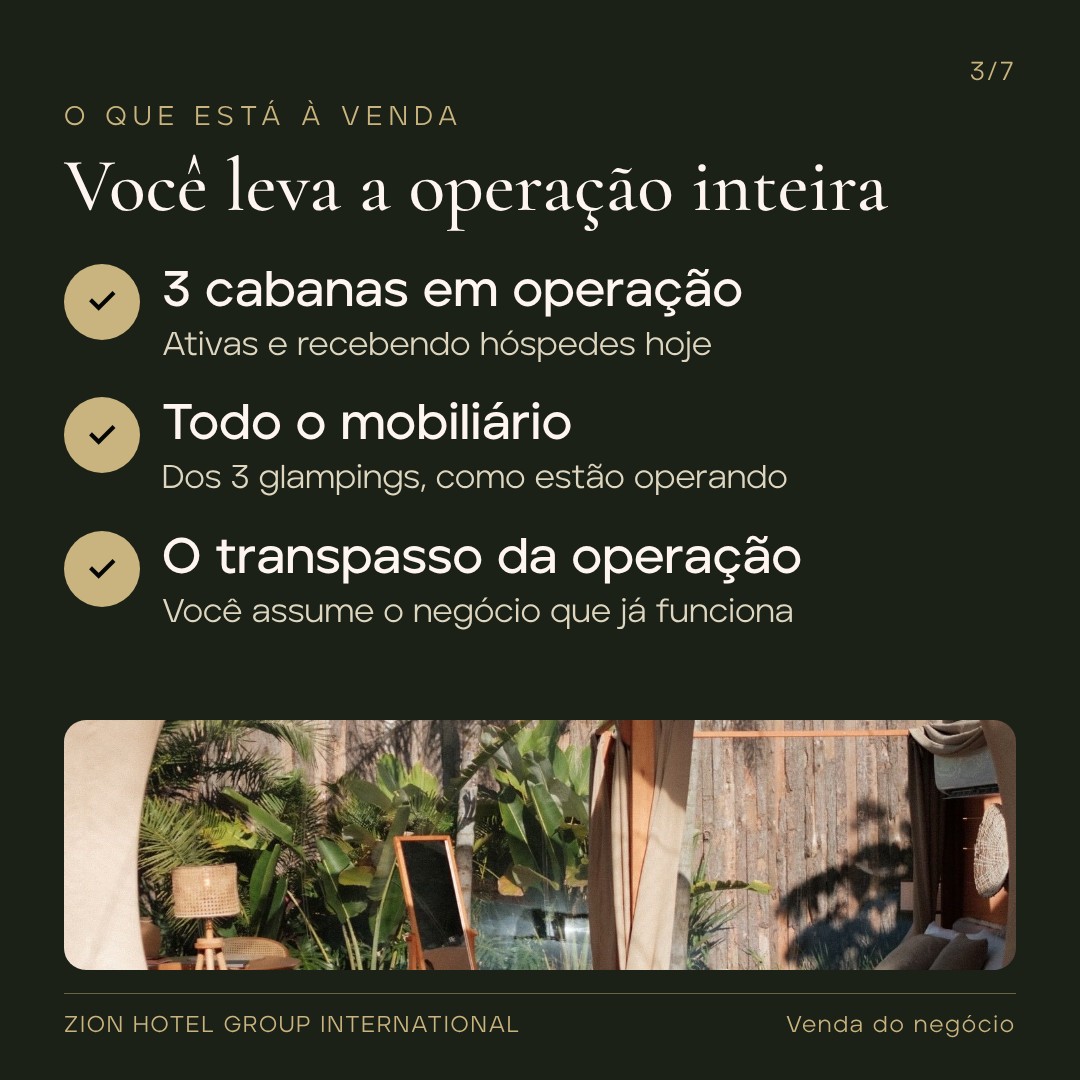 3/7
O QUE ESTÁ À VENDA
Você leva a operação inteira
3 cabanas em operação
Ativas e recebendo hóspedes hoje
Todo o mobiliário
Dos 3 glampings, como estão operando
O transpasso da operação
Você assume o negócio que já funciona
ZION HOTEL GROUP INTERNATIONAL
Venda do negócio